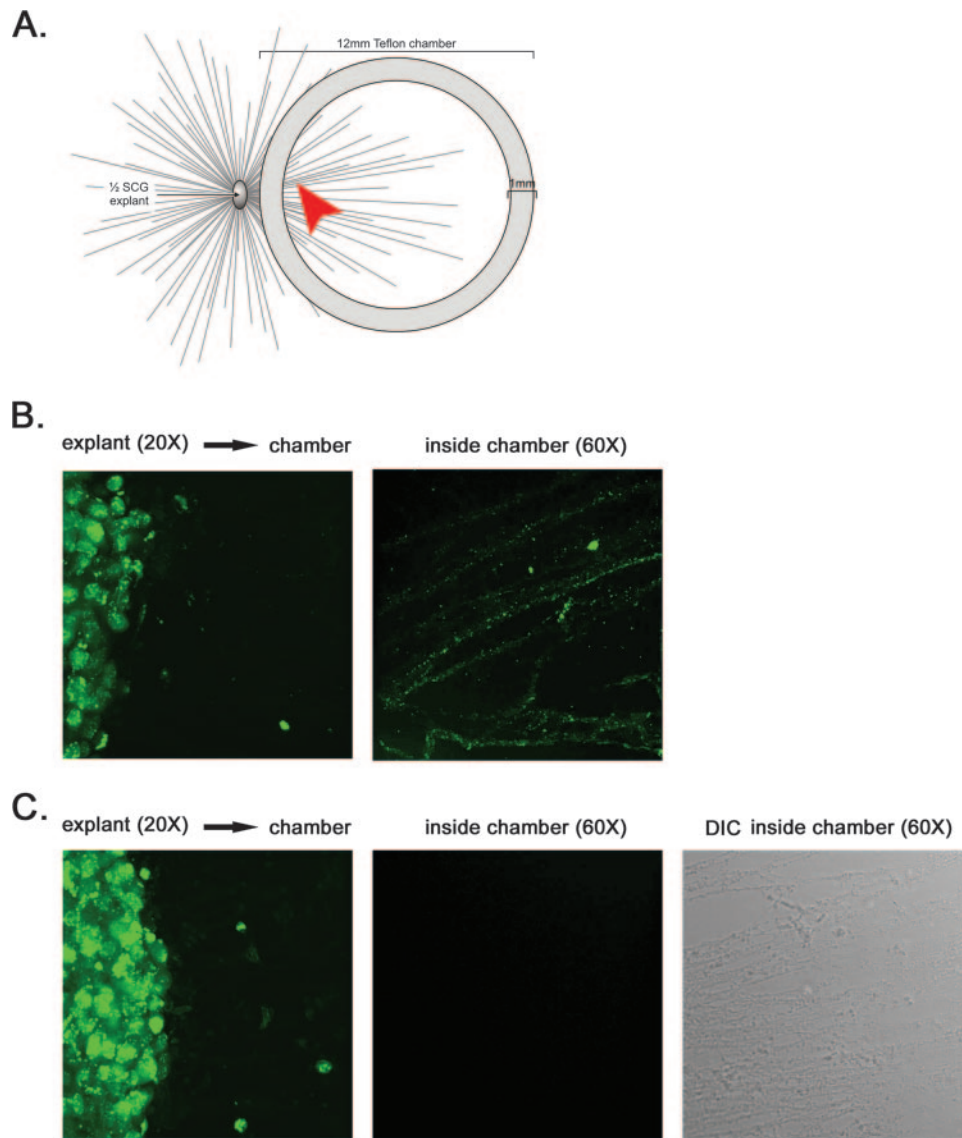 A.
12mm Teflon chamber
½ SCG
explant
1mm
B.
explant (20X) chamber
inside chamber (60X)
C.
explant (20X) chamber
inside chamber (60X)
DIC inside chamber (60X)